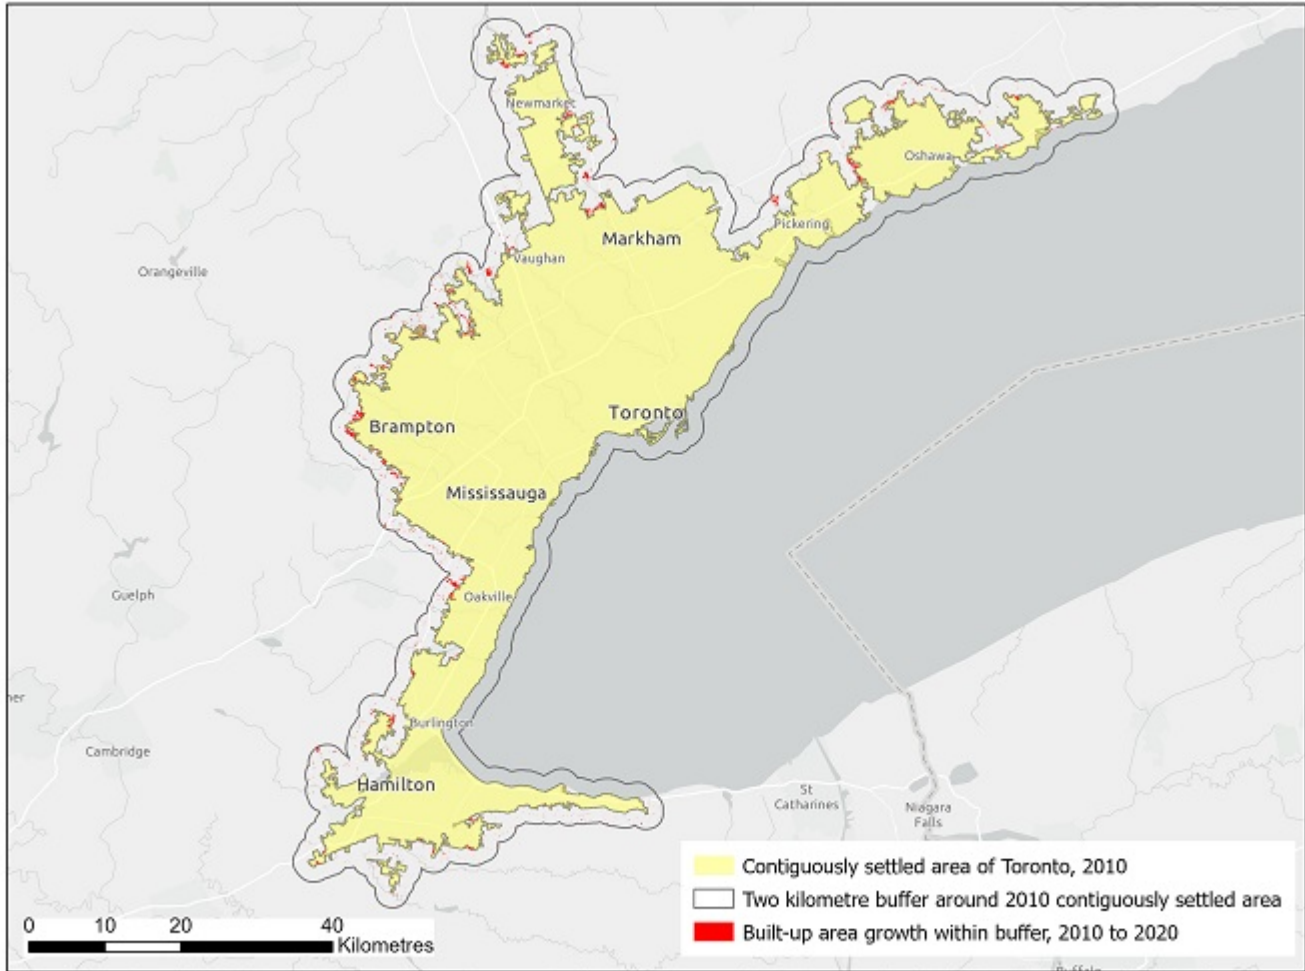 Newmarket
Oshawa
Pickering
Markham
Vaughan
Orangeville
Toronto
Brampton
Mississauga
Guelph
Oakville
ner
Burlington
Cambridge
Hamilton
St
Catharines
Niagara
Falls
Contiguously settled area of Toronto, 2010
Two kilometre buffer around 2010 contiguously settled area
Built-up area growth within buffer, 2010 to 2020
0 10 20 40
Kilometres